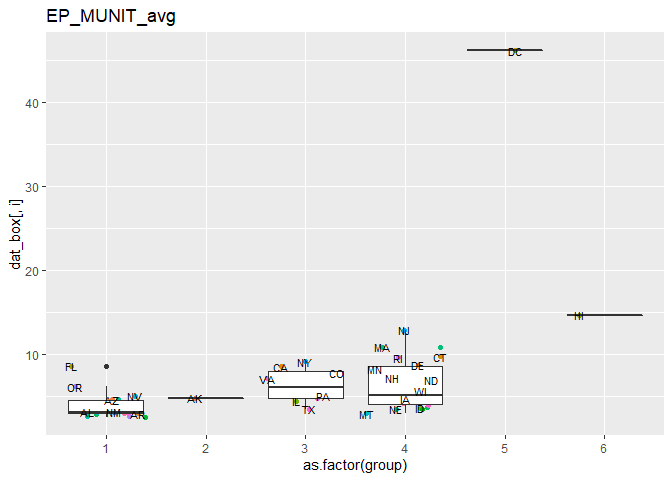 EP_MUNIT_avg
DC
40
30
dat_box[, i]
20
HI
NJ
MA
10
RI CT
NY
FL CA DE
CO MN
VA NH ND
OR WI
NV PA
AZ AK IL IA
TX NE ID
AL NM AR MT
1 2 3 4 5 6
as.factor(group)